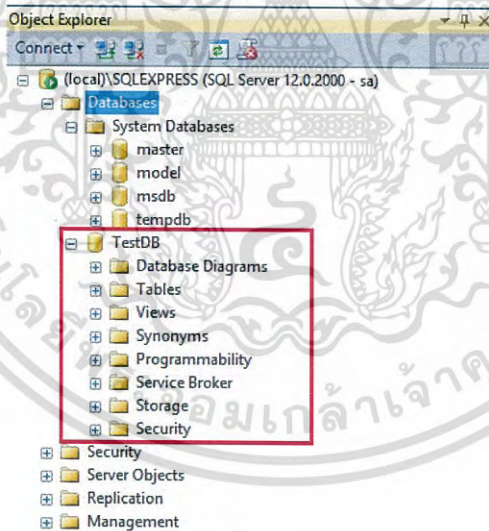 Object Explorer
Connect
(local)\SQLEXPRESS (SQL Server 12.0.2000 - sa)
Databases
System Databases
master
model
msdb
tempdb
TestDB
Database Diagrams
Tables
Views
Synonyms
Programmability
Service Broker
Storage
Security
Security
Server Objects
Replication
Management